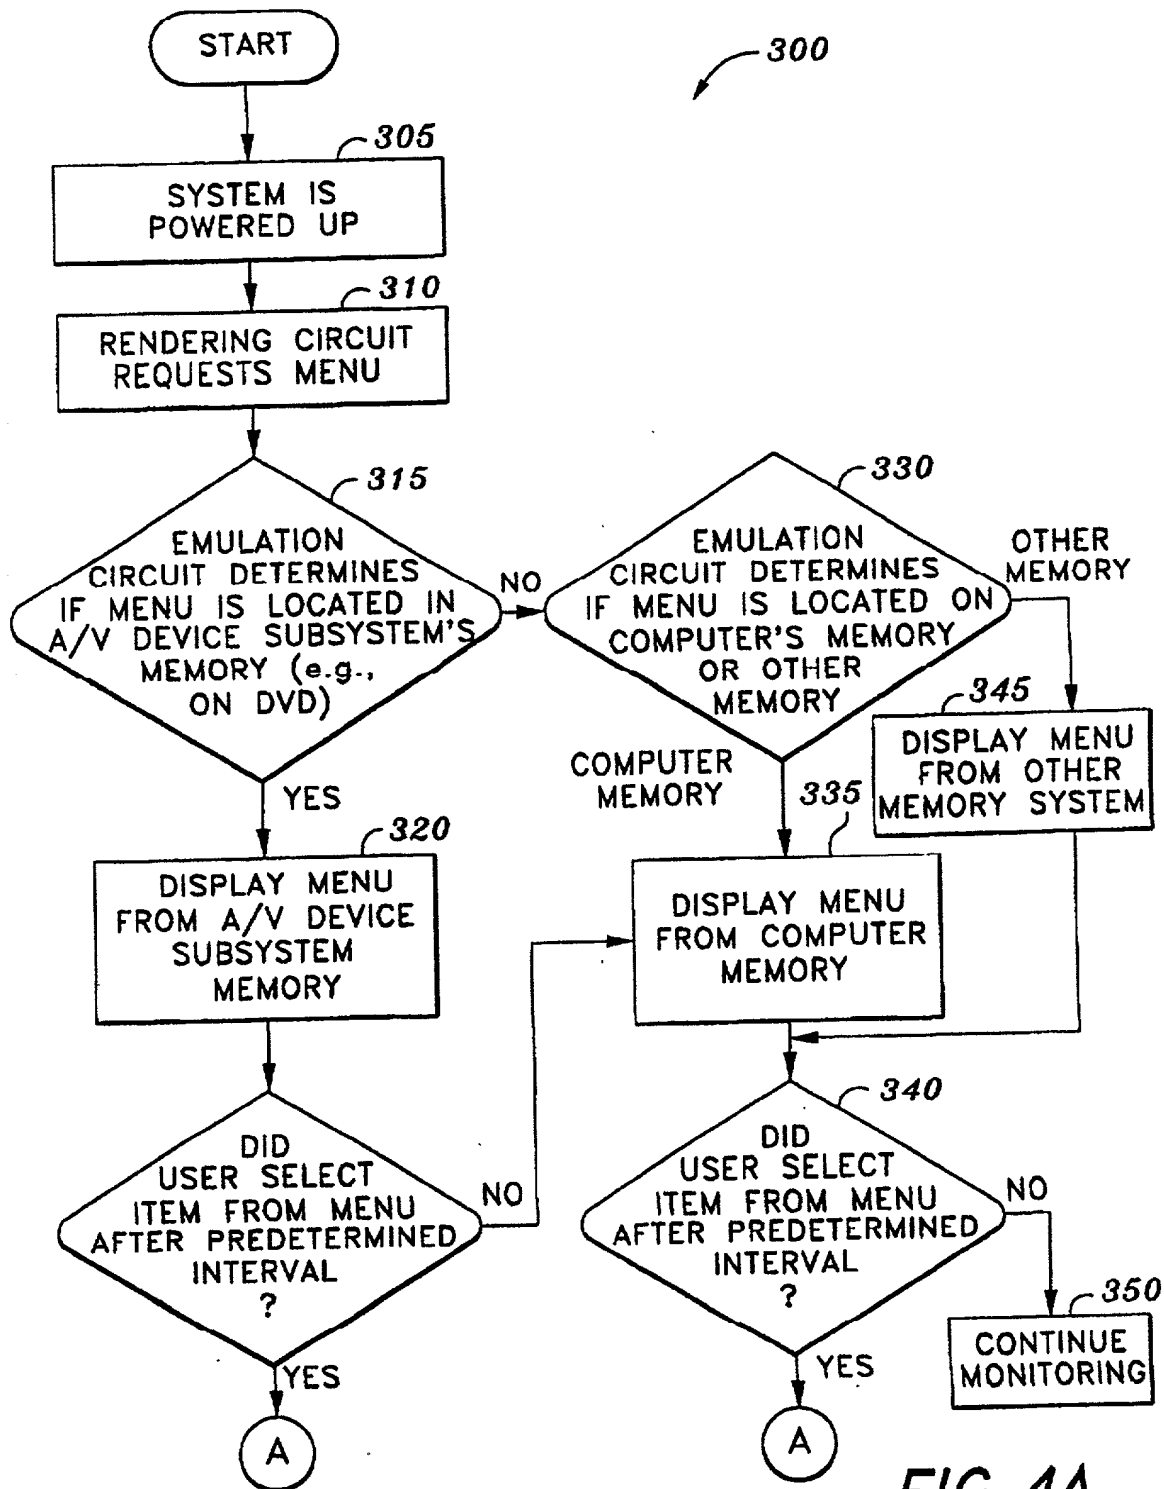 START
300
305
SYSTEM IS
POWERED UP
310
RENDERING CIRCUIT
REQUESTS MENU
315
EMULATION
CIRCUIT DETERMINES
IF MENU IS LOCATED IN
A/V DEVICE SUBSYSTEM'S
MEMORY (e.g.,
ON DVD)
NO
YES
330
EMULATION
CIRCUIT DETERMINES
IF MENU IS LOCATED ON
COMPUTER'S MEMORY
OR OTHER
MEMORY
OTHER
MEMORY
COMPUTER
MEMORY
345
DISPLAY MENU
FROM OTHER
MEMORY SYSTEM
320
DISPLAY MENU
FROM A/V DEVICE
SUBSYSTEM
MEMORY
335
DISPLAY MENU
FROM COMPUTER
MEMORY
DID
USER SELECT
ITEM FROM MENU
AFTER PREDETERMINED
INTERVAL
?
NO
YES
A
340
DID
USER SELECT
ITEM FROM MENU
AFTER PREDETERMINED
INTERVAL
?
NO
YES
350
CONTINUE
MONITORING
A
FIG. 4A